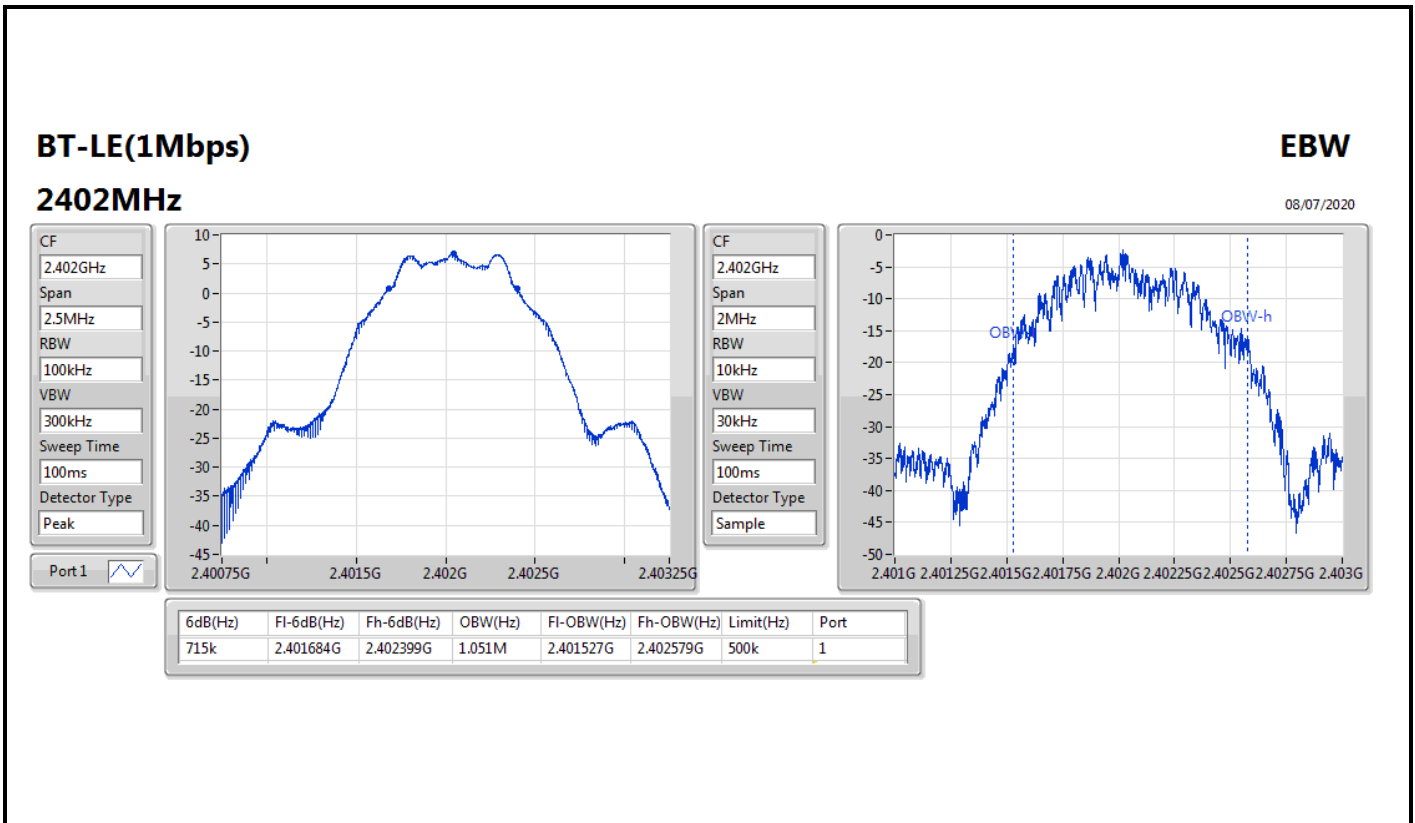 BT-LE(1Mbps)
EBW
2402MHz
08/07/2020
CF
2.402GHz
Span
2.5MHz
RBW
100kHz
VBW
300kHz
Sweep Time
100ms
Detector Type
Peak
Port 1
10
5
0
-5
-10
-15
-20
-25
-30
-35
-40
-45
2.40075G 2.4015G 2.402G 2.4025G 2.40325G
CF
2.402GHz
Span
2MHz
RBW
10kHz
VBW
30kHz
Sweep Time
100ms
Detector Type
Sample
0
-5
-10
-15
-20
-25
-30
-35
-40
-45
-50
OBW-h
2.401G 2.40125G 2.4015G 2.40175G 2.402G 2.40225G 2.4025G 2.40275G 2.403G
6dB(Hz) Fl-6dB(Hz) Fh-6dB(Hz) OBW(Hz) Fl-OBW(Hz) Fh-OBW(Hz) Limit(Hz) Port
715k 2.401684G 2.402399G 1.051M 2.401527G 2.402579G 500k 1